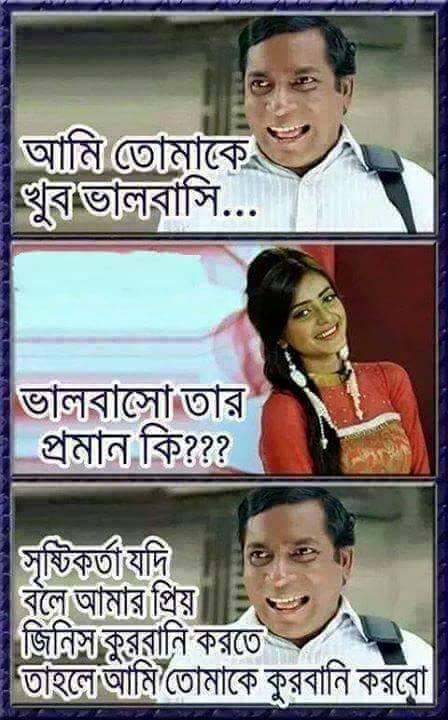 আমি তোমাকে
খুব ভালবাসি...
ভালবাসো তার
প্রমান কি???
সৃষ্টিকর্তা যদি
বলে আমার প্রিয়
জিনিস কুরবানি করতে
তাহলে আমি তোমাকে কুরবানি করবো